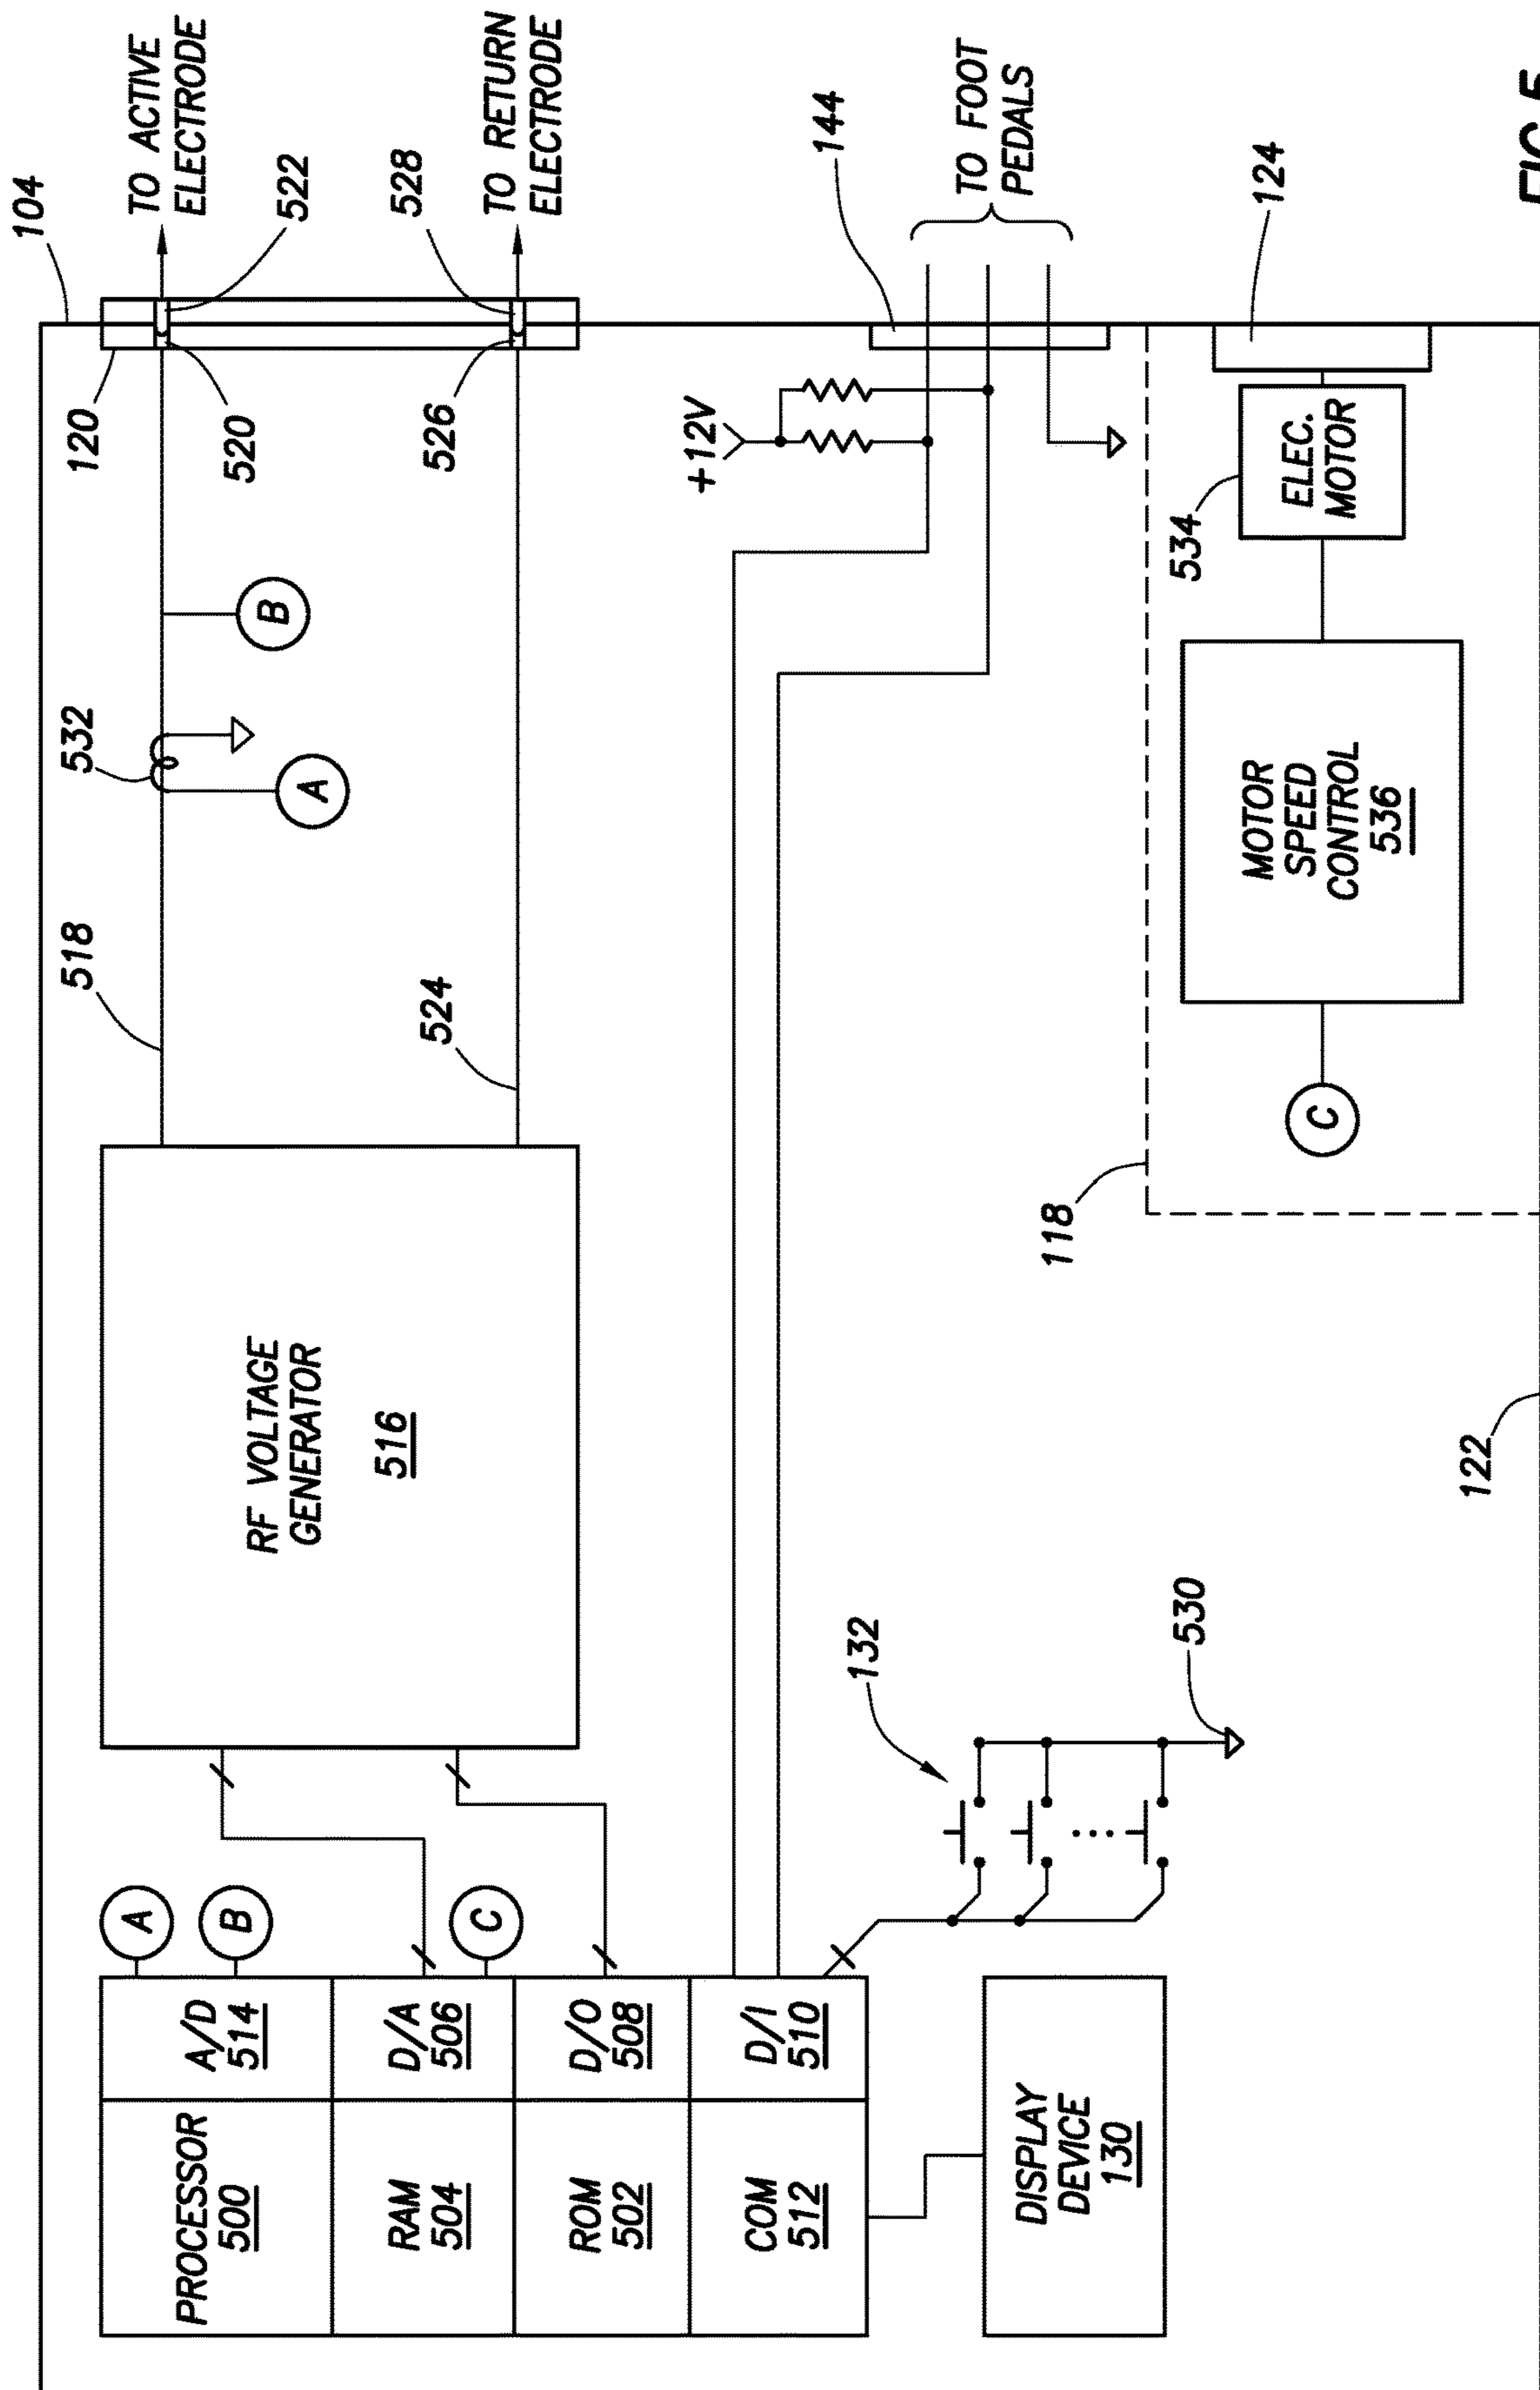 104
TO ACTIVE
ELECTRODE
522
528
TO RETURN
ELECTRODE
120
520
526
532
518
524
A
B
RF VOLTAGE
GENERATOR
516
A
B
C
PROCESSOR
500
A/D
514
RAM
504
D/A
506
ROM
502
D/O
508
COM
512
D/I
510
DISPLAY
DEVICE
130
132
530
+12V
144
TO FOOT
PEDALS
118
C
MOTOR
SPEED
CONTROL
536
534
ELEC.
MOTOR
124
122
FIG.5